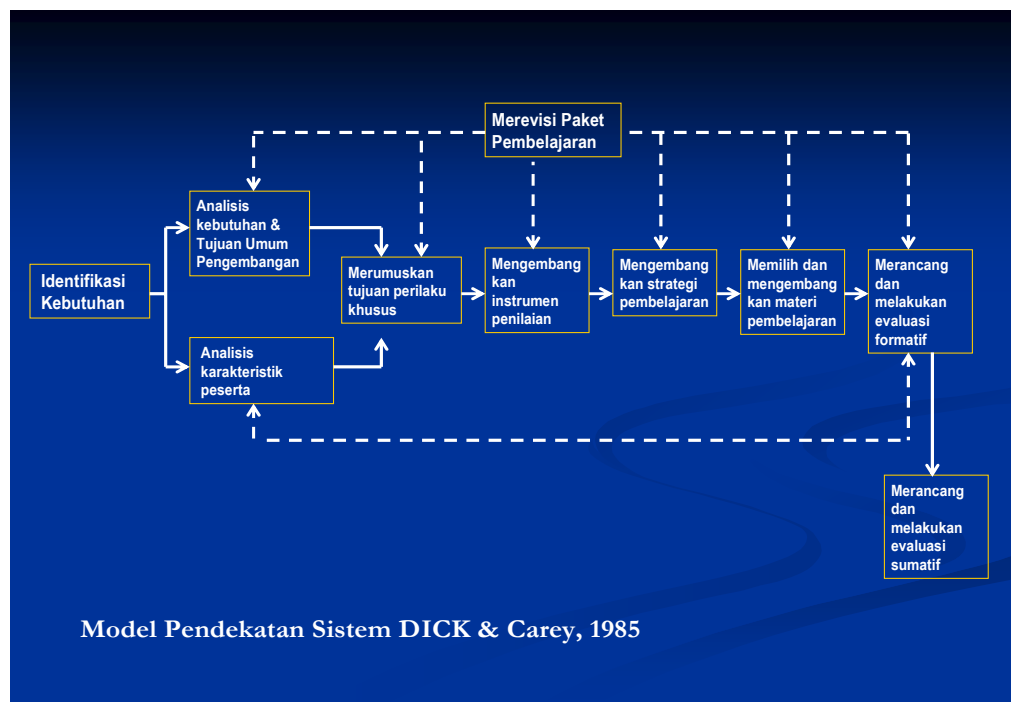 Merevisi Paket
Pembelajaran
Analisis
kebutuhan &
Tujuan Umum
Pengembangan
Identifikasi
Kebutuhan
Analisis
karakteristik
peserta
Merumuskan
tujuan perilaku
khusus
Mengembang
kan
instrumen
penilaian
Mengembang
kan strategi
pembelajaran
Memilih dan
mengembang
kan materi
pembelajaran
Merancang
dan
melakukan
evaluasi
formatif
Merancang
dan
melakukan
evaluasi
sumatif
Model Pendekatan Sistem DICK & Carey, 1985